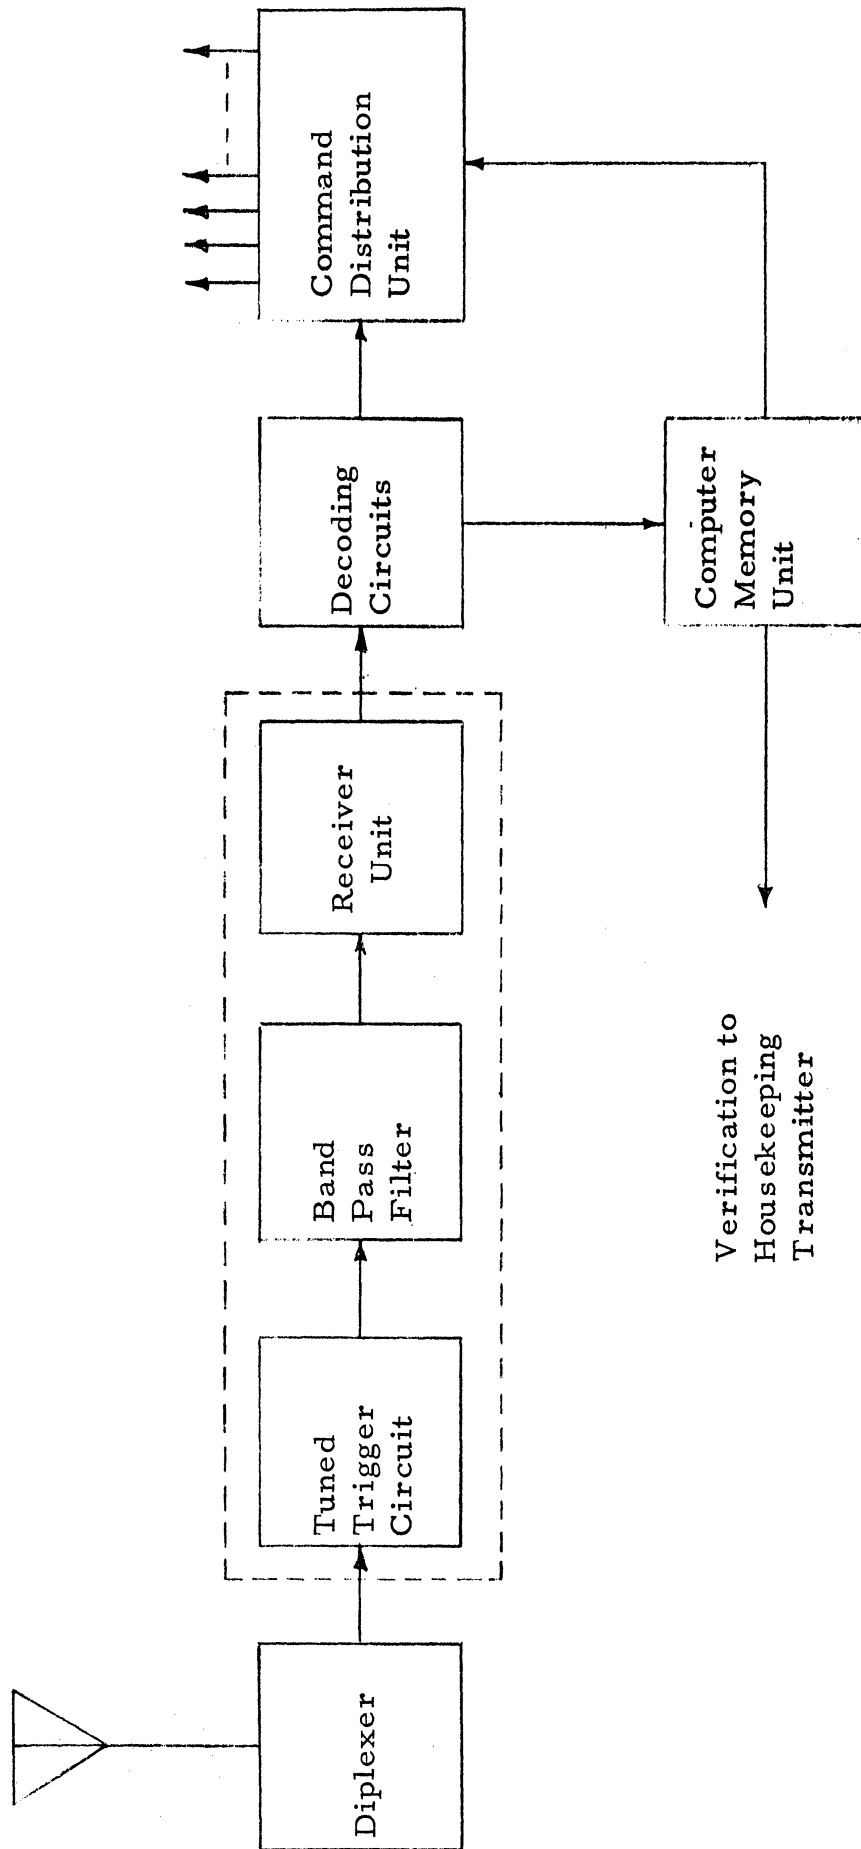 Diplexer
Tuned
Trigger
Circuit
Band
Pass
Filter
Receiver
Unit
Decoding
Circuits
Command
Distribution
Unit
Computer
Memory
Unit
Verification to
Housekeeping
Transmitter